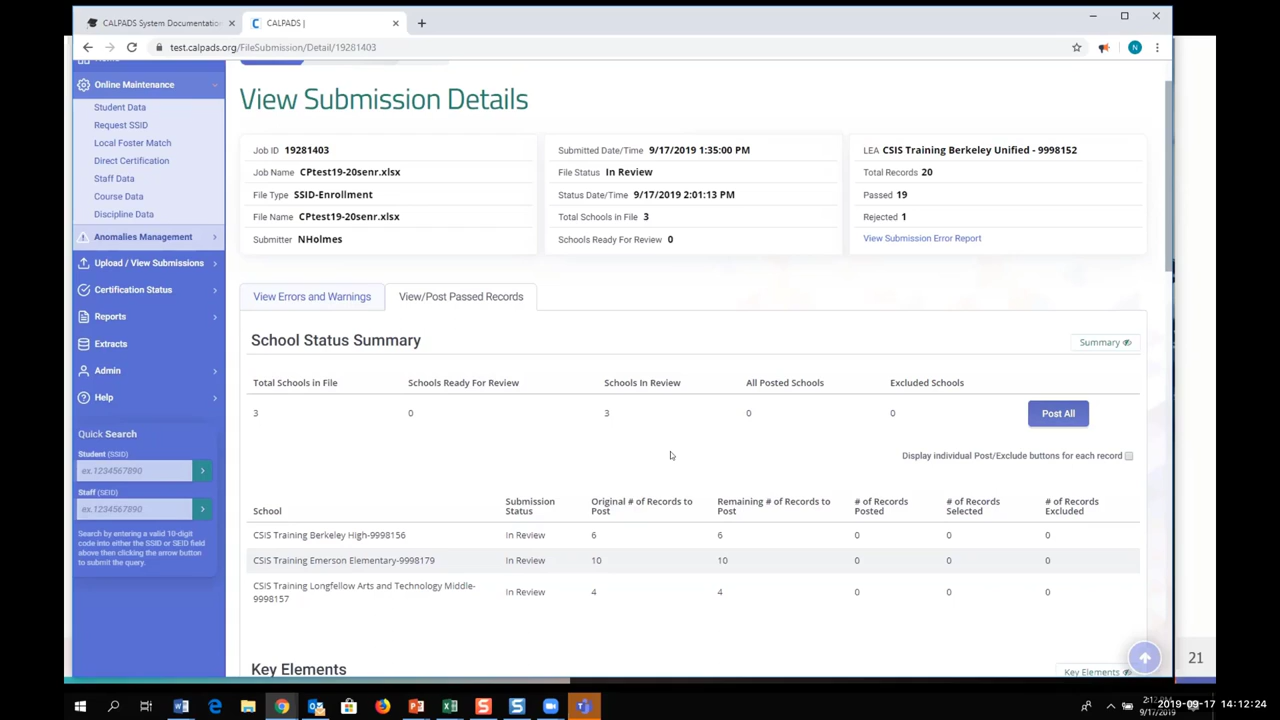 CALPADS System Documentation
CALPADS |
test.calpads.org/FileSubmission/Detail/19281403
N
Home
Online Maintenance
Student Data
Request SSID
Local Foster Match
Direct Certification
Staff Data
Course Data
Discipline Data
Anomalies Management
Upload / View Submissions
Certification Status
Reports
Extracts
Admin
Help
Quick Search
Student (SSID)
ex.1234567890
Staff (SEID)
ex.1234567890
Search by entering a valid 10-digit
code into either the SSID or SEID field
above then clicking the arrow button
to submit the query.
View Submission Details
Job ID 19281403
Job Name CPtest19-20senr.xlsx
File Type SSID-Enrollment
File Name CPtest19-20senr.xlsx
Submitter NHolmes
Submitted Date/Time 9/17/2019 1:35:00 PM
File Status In Review
Status Date/Time 9/17/2019 2:01:13 PM
Total Schools in File 3
Schools Ready For Review 0
LEA CSIS Training Berkeley Unified - 9998152
Total Records 20
Passed 19
Rejected 1
View Submission Error Report
View Errors and Warnings View/Post Passed Records
School Status Summary
Summary
Total Schools in File Schools Ready For Review Schools In Review All Posted Schools Excluded Schools
3 0 3 0 0 Post All
Display individual Post/Exclude buttons for each record
School Submission Status Original # of Records to Post Remaining # of Records to Post # of Records Posted # of Records Selected # of Records Excluded
CSIS Training Berkeley High-9998156 In Review 6 6 0 0 0
CSIS Training Emerson Elementary-9998179 In Review 10 10 0 0 0
CSIS Training Longfellow Arts and Technology Middle-
9998157 In Review 4 4 0 0 0
Key Elements
Key Elements
21
9/17/2019
2019-09-17 14:12:24